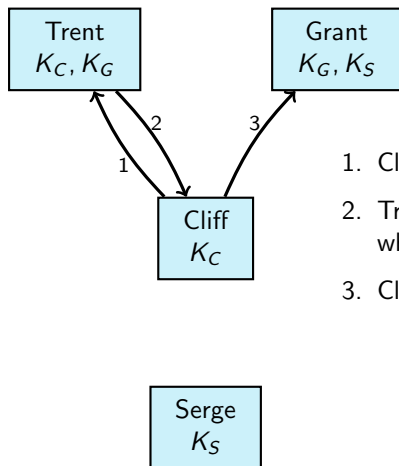 Trent
K_C, K_G
Grant
K_G, K_S
1
2
3
Cliff
K_C
1. Cl
2. Tr
wh
3. Cl
Serge
K_S